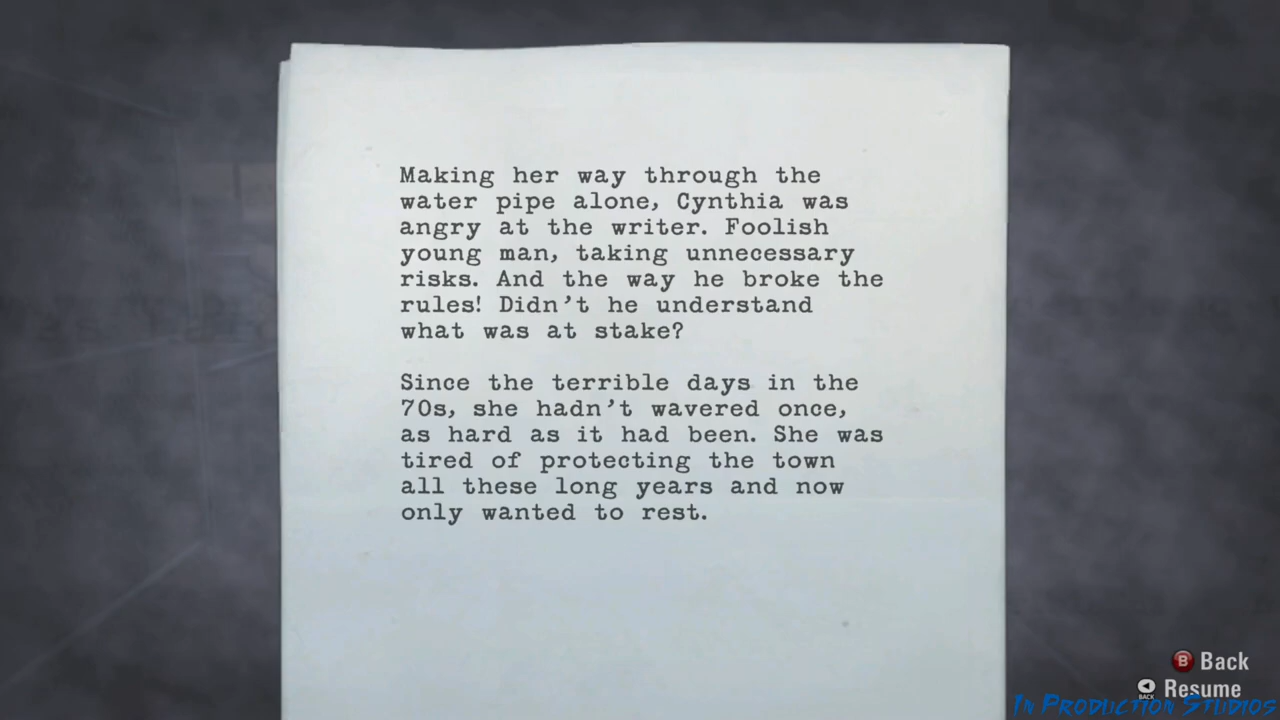 Making her way through the
water pipe alone, Cynthia was
angry at the writer. Foolish
young man, taking unnecessary
risks. And the way he broke the
rules! Didn’t he understand
what was at stake?
Since the terrible days in the
70s, she hadn’t wavered once,
as hard as it had been. She was
tired of protecting the town
all these long years and now
only wanted to rest.
B Back
BACK Resume
In Production Studios